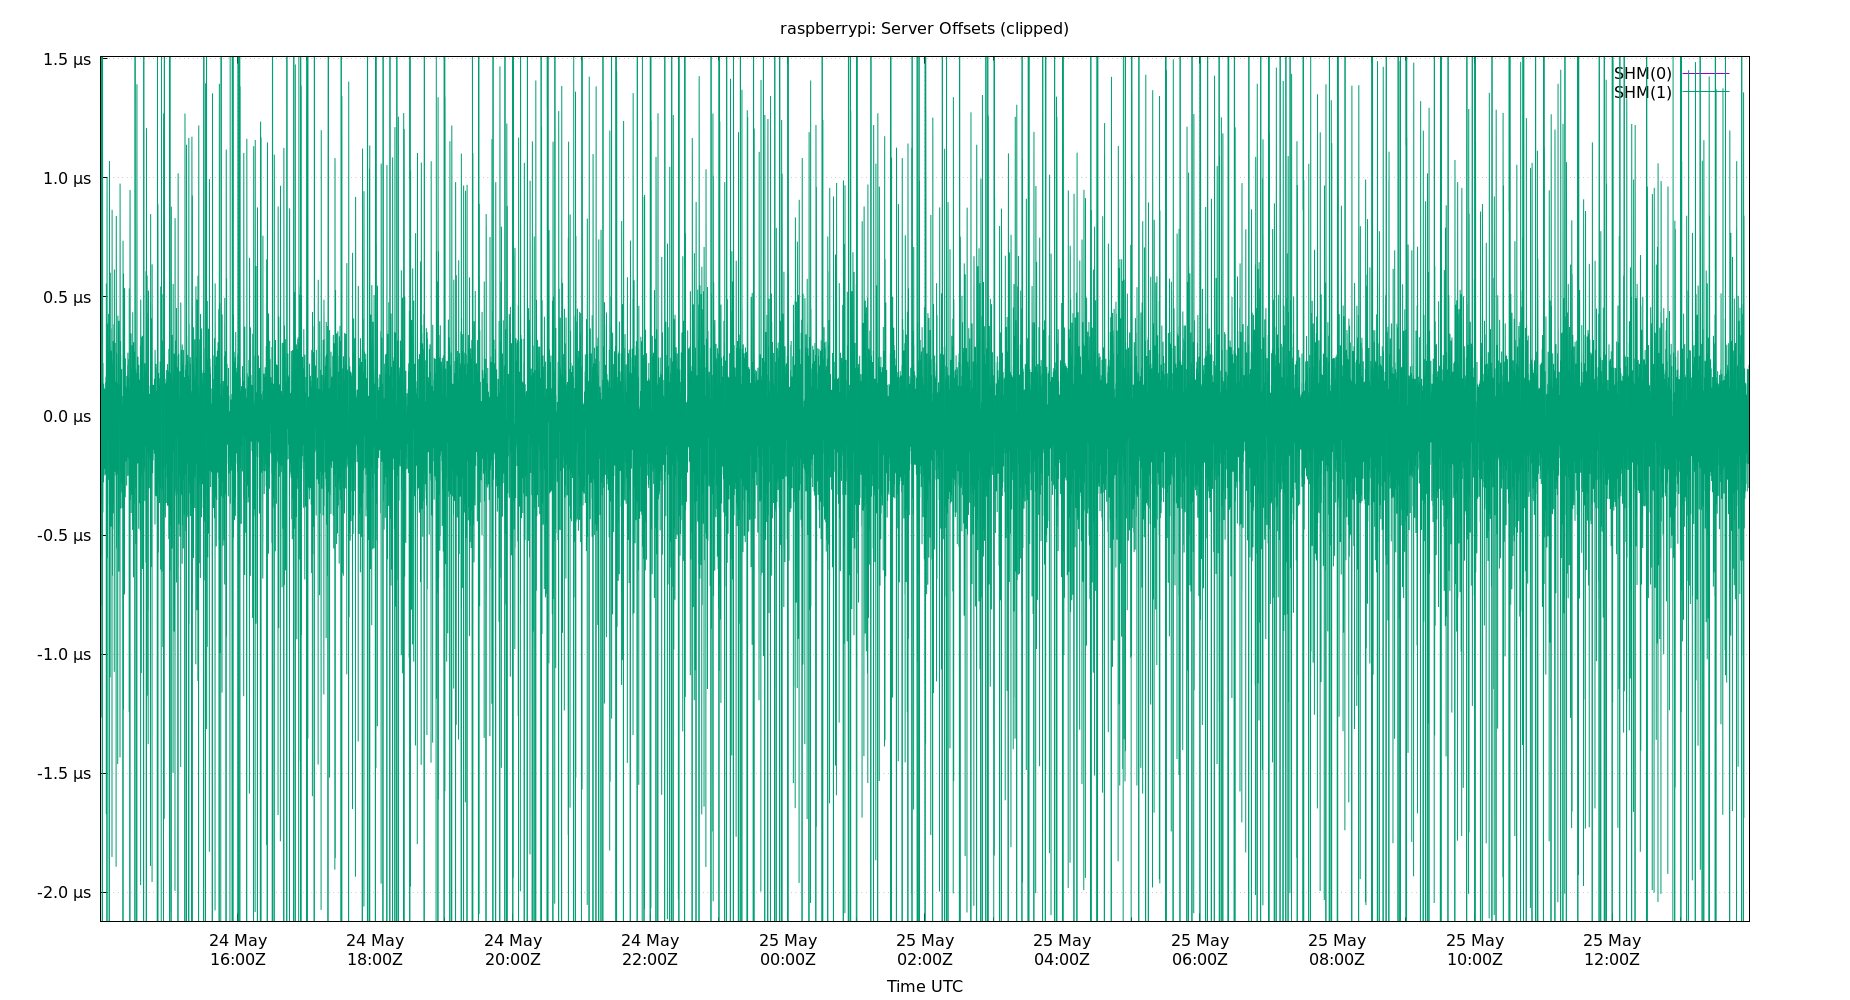 raspberrypi: Server Offsets (clipped)
1.5 μs
SHM(0)
SHM(1)
1.0 μs
0.5 μs
0.0 μs
-0.5 μs
-1.0 μs
-1.5 μs
-2.0 μs
24 May 24 May 24 May 24 May 25 May 25 May 25 May 25 May 25 May 25 May 25 May
16:00Z 18:00Z 20:00Z 22:00Z 00:00Z 02:00Z 04:00Z 06:00Z 08:00Z 10:00Z 12:00Z
Time UTC